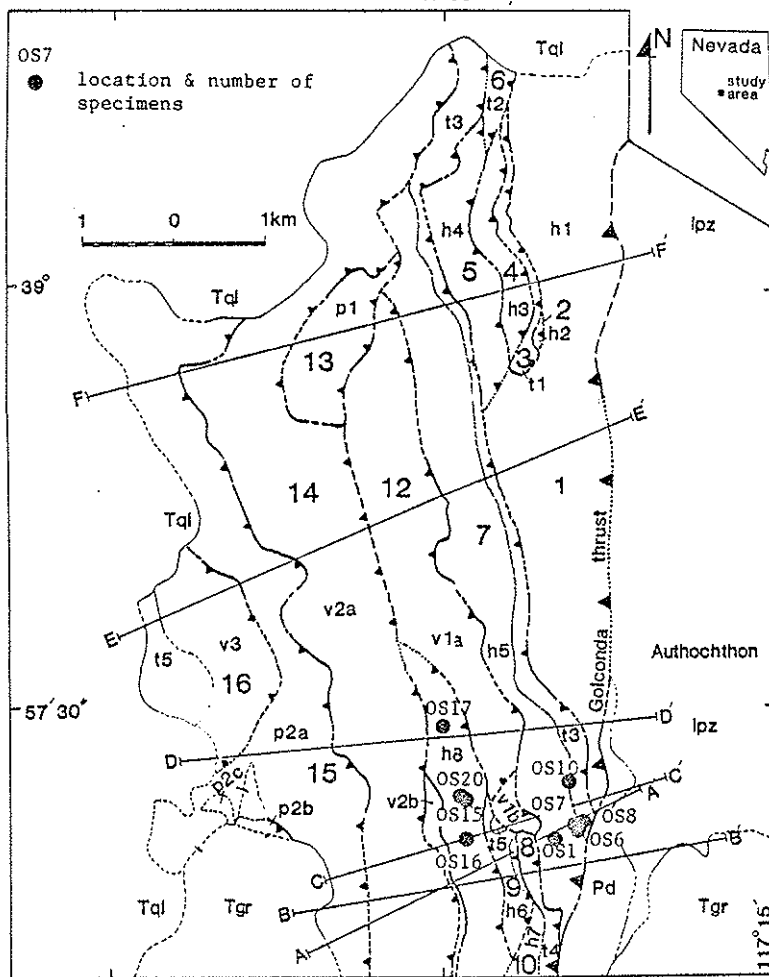 OS7
location & number of
specimens
Tql
N
Nevada
study
area
6
t2
t3
1 0 1km
h4
h1
lpz
5
4
F'
39°
Tql
p1
h3
2
h2
13
3
t1
F
E'
14
12
1
7
Tql
thrust
E
v2a
v1a
h5
t5
v3
16
Golconda
Authochthon
57'30"
OS17
D'
t3
lpz
D
p2a
h8
OS10
C'
p2c
15
OS20
v1b
OS7
A'
p2b
v2b
OS15
OS8
t5
8
OS1
OS6
B'
OS16
C
9
Pd
B
h6
Tql
Tgr
h7
Tgr
A
10
t4
117°15'